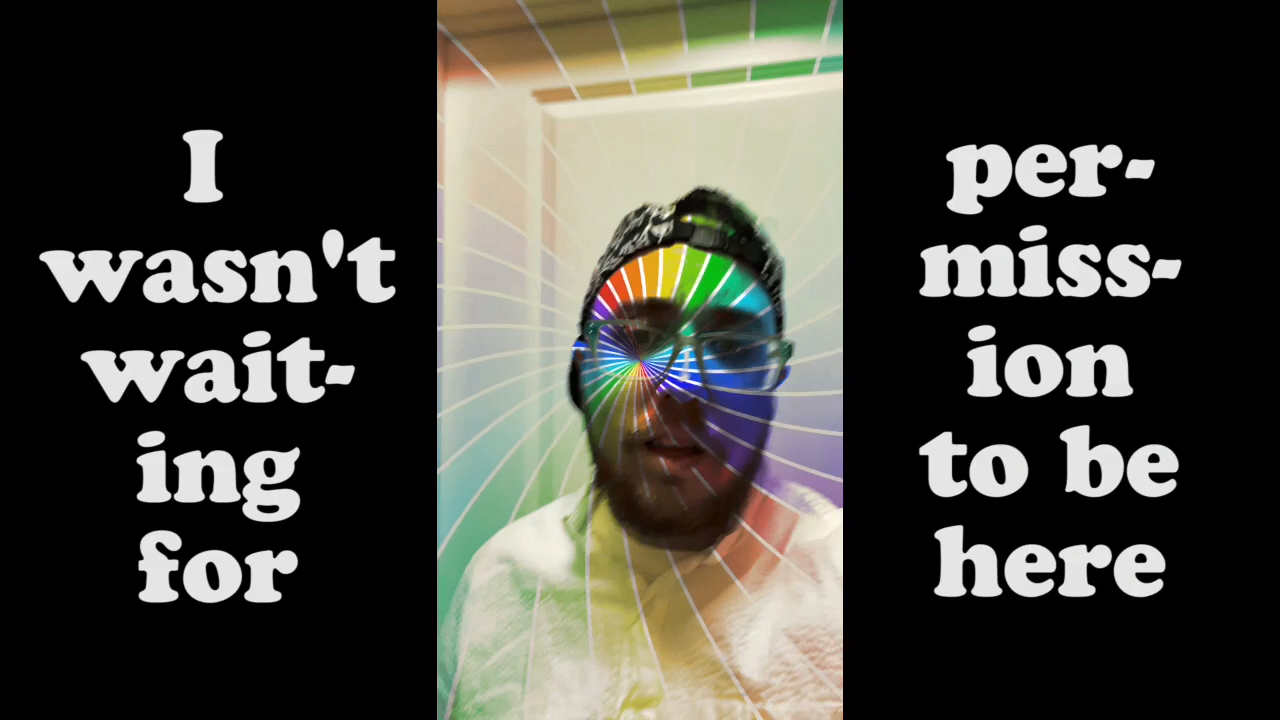 I
wasn't
wait-
ing
for
per-
miss-
ion
to be
here